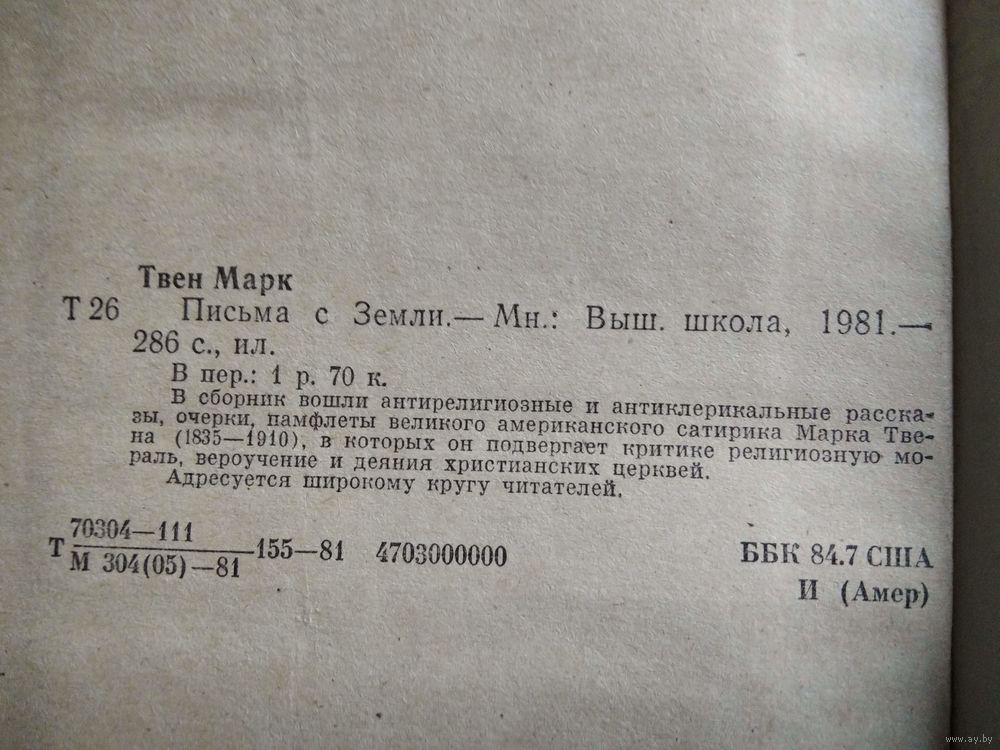 Твен Марк
Т 26 Письма с Земли.— Мн.: Выш. школа, 1981.—
286 с., ил.
В пер.: 1 р. 70 к.
В сборник вошли антирелигиозные и антиклерикальные расска-
зы, очерки, памфлеты великого американского сатирика Марка Тве-
на (1835—1910), в которых он подвергает критике религиозную мо-
раль, вероучение и деяния христианских церквей.
Адресуется широкому кругу читателей.
70304—111
Т 155—81 4703000000 ББК 84.7 США
М 304(05)—81
И (Амер)
www.ay.by